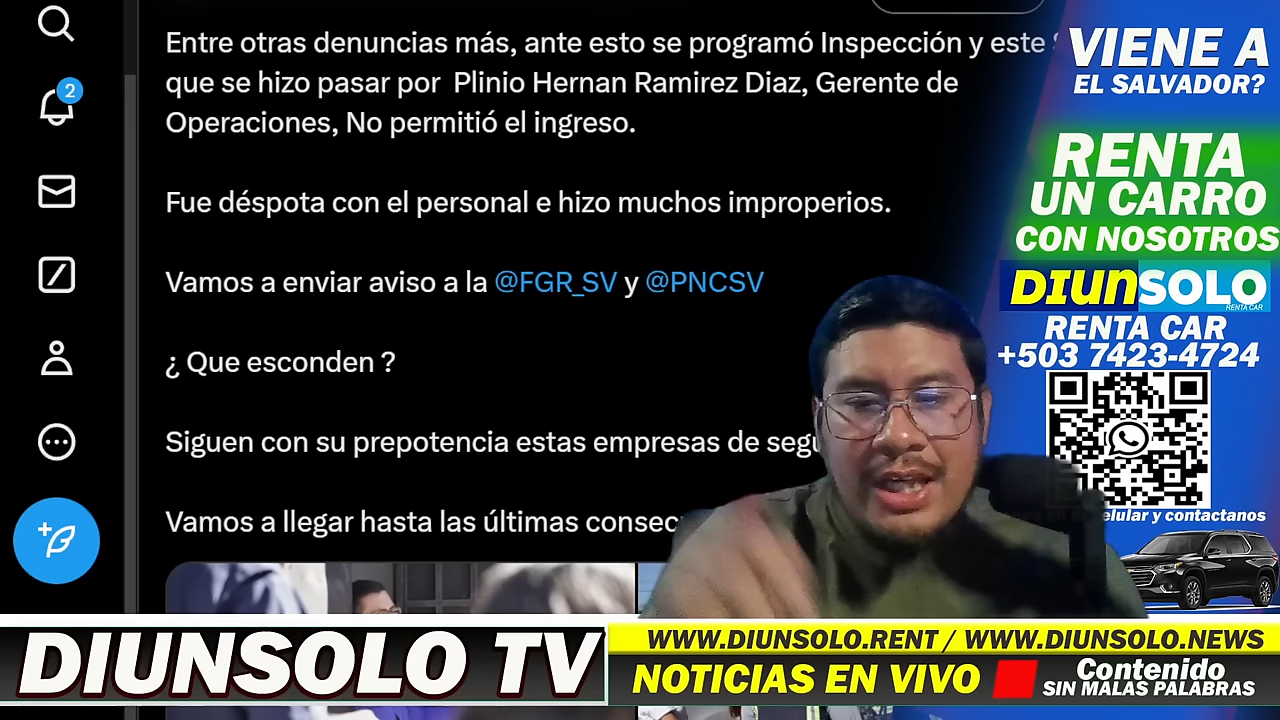 Entre otras denuncias más, ante esto se programó Inspección y este
que se hizo pasar por Plinio Hernan Ramirez Diaz, Gerente de
Operaciones, No permitió el ingreso.
Fue déspota con el personal e hizo muchos improperios.
Vamos a enviar aviso a la @FGR_SV y @PNCSV
¿ Que esconden ?
Siguen con su prepotencia estas empresas de segu
Vamos a llegar hasta las últimas consecu
2
VIENE A
EL SALVADOR?
RENTA
UN CARRO
CON NOSOTROS
DIUNSOLO
RENTA CAR
RENTA CAR
+503 7423-4724
celular y contactanos
DIUNSOLO TV
WWW.DIUNSOLO.RENT / WWW.DIUNSOLO.NEWS
NOTICIAS EN VIVO
Contenido
SIN MALAS PALABRAS